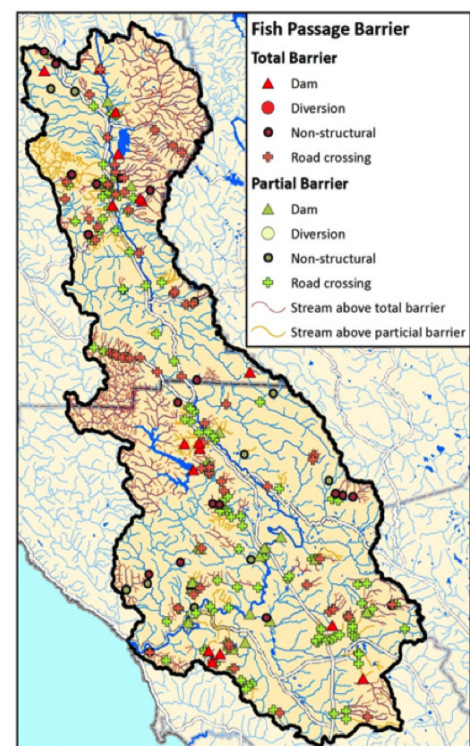 Fish Passage Barrier
Total Barrier
Dam
Diversion
Non-structural
Road crossing
Partial Barrier
Dam
Diversion
Non-structural
Road crossing
Stream above total barrier
Stream above particial barrier